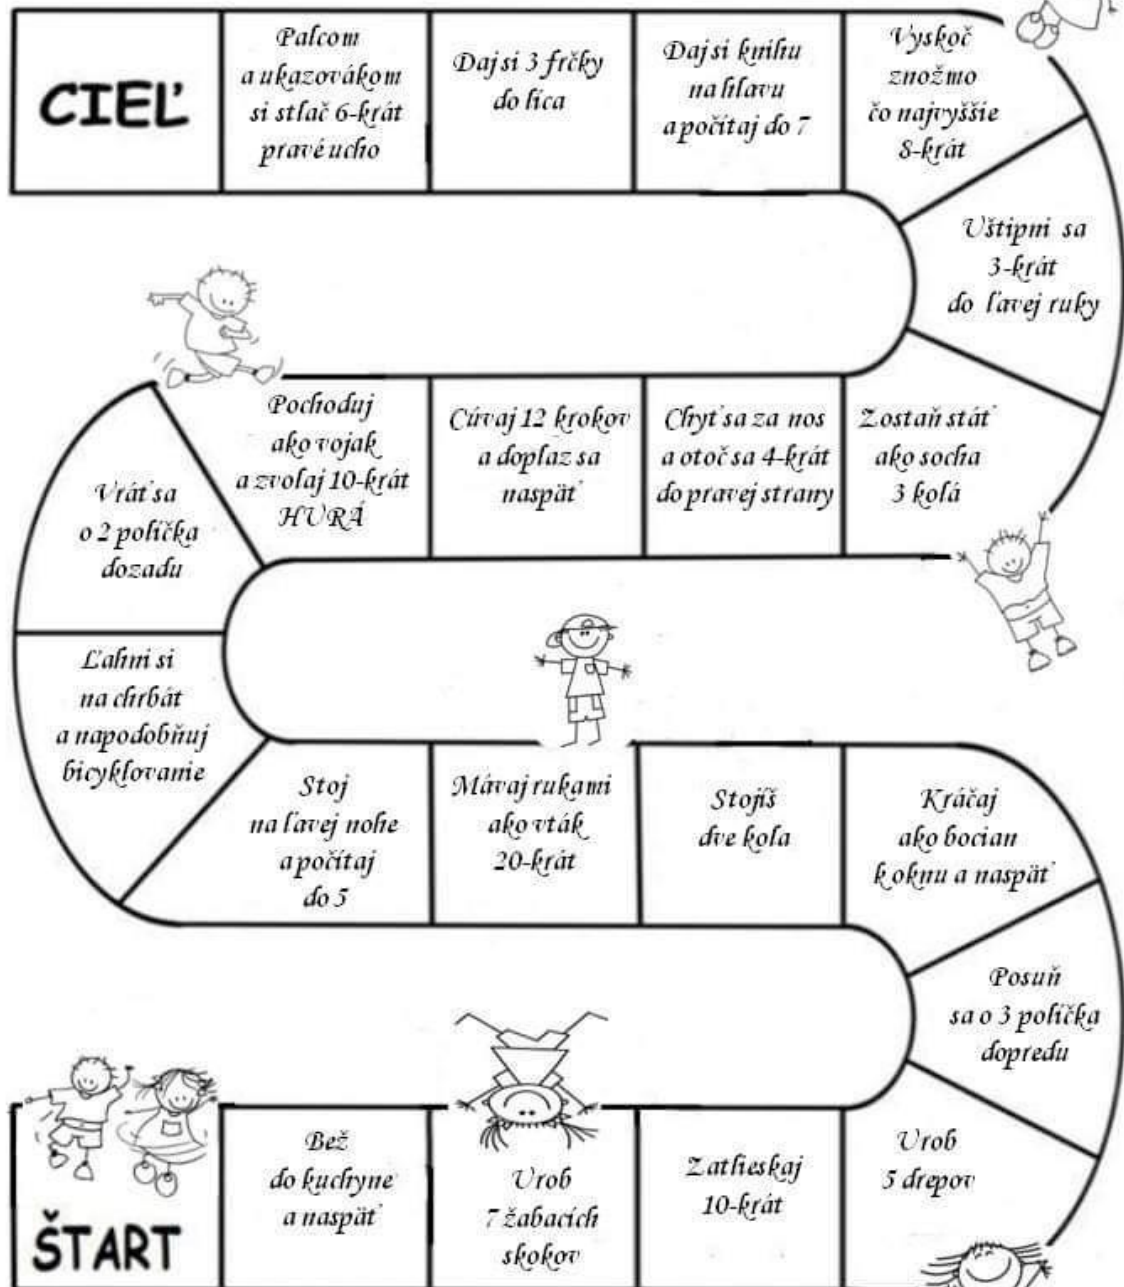 CIEĽ
Palcom
a ukazovákom
si stlač 6-krát
pravé ucho
Daj si 3 frčky
do líca
Daj si knihu
na hlavu
a počítaj do 7
Vyskoč
znožmo
čo najvyššie
8-krát
Uštipni sa
3-krát
do ľavej ruky
Pochoduj
ako vojak
a zvolaj 10-krát
HURÁ
Cúvaj 12 krokov
a doplaz sa
naspäť
Chyť sa za nos
a otoč sa 4-krát
do pravej strany
Zostaň stáť
ako socha
3 kolá
Vráť sa
o 2 políčka
dozadu
Ľahni si
na chrbát
a napodobňuj
bicyklovanie
Stoj
na ľavej nohe
a počítaj
do 5
Mávaj rukami
ako vták
20-krát
Stojíš
dve kola
Kráčaj
ako bocian
k oknu a naspäť
Posuň
sa o 3 políčka
dopredu
ŠTART
Bež
do kuchyne
a naspäť
Urob
7 žabacích
skokov
Zatlieskaj
10-krát
Urob
5 drepov